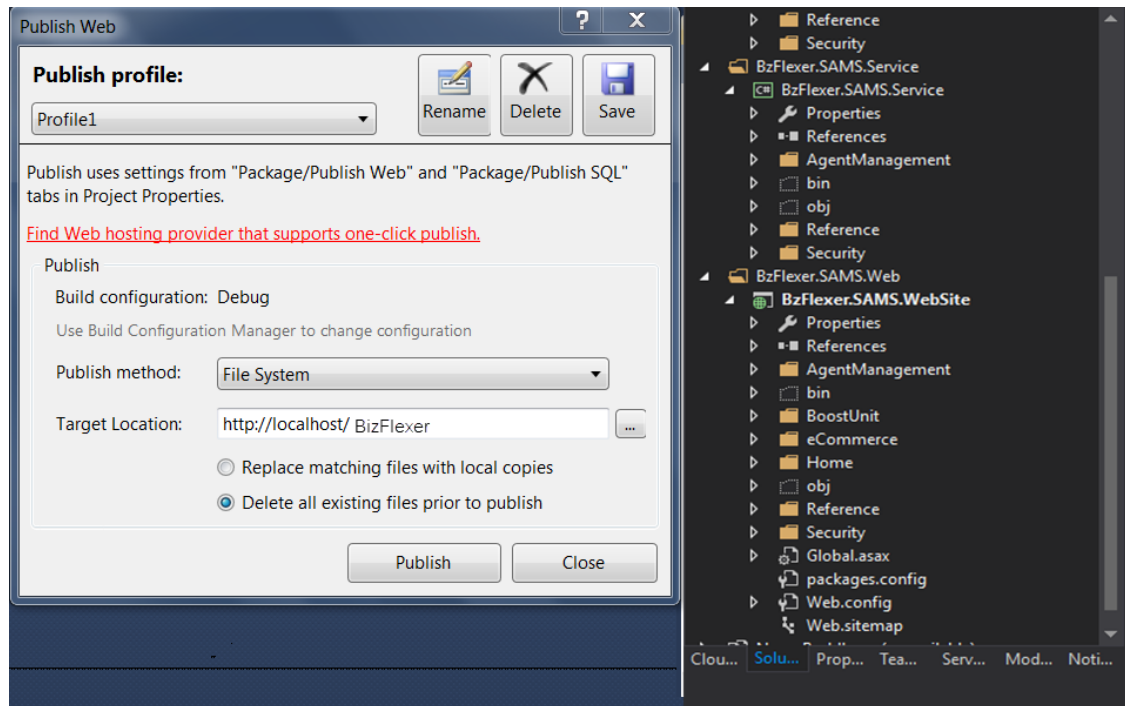 Publish Web
?
X
Publish profile:
Profile1
Rename
Delete
Save
Publish uses settings from "Package/Publish Web" and "Package/Publish SQL"
tabs in Project Properties.
Find Web hosting provider that supports one-click publish.
Publish
Build configuration: Debug
Use Build Configuration Manager to change configuration
Publish method: File System
Target Location: http://localhost/ BizFlexer
...
Replace matching files with local copies
Delete all existing files prior to publish
Publish
Close
Reference
Security
BzFlexer.SAMS.Service
C# BzFlexer.SAMS.Service
Properties
References
AgentManagement
bin
obj
Reference
Security
BzFlexer.SAMS.Web
BzFlexer.SAMS.WebSite
Properties
References
AgentManagement
bin
BoostUnit
eCommerce
Home
obj
Reference
Security
Global.asax
packages.config
Web.config
Web.sitemap
Clou... Solu... Prop... Tea... Serv... Mod... Noti...